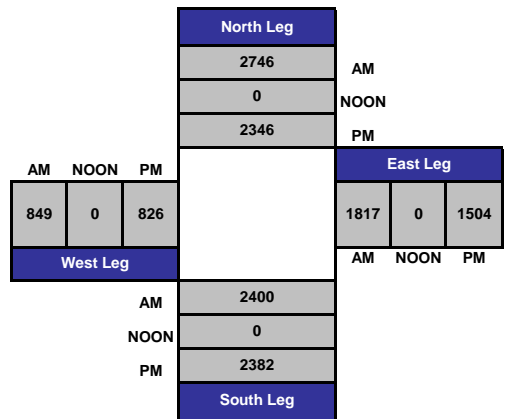 North Leg
2746 AM
0 NOON
2346 PM
AM NOON PM
East Leg
849 0 826
1817 0 1504
West Leg
AM NOON PM
AM 2400
NOON 0
PM 2382
South Leg